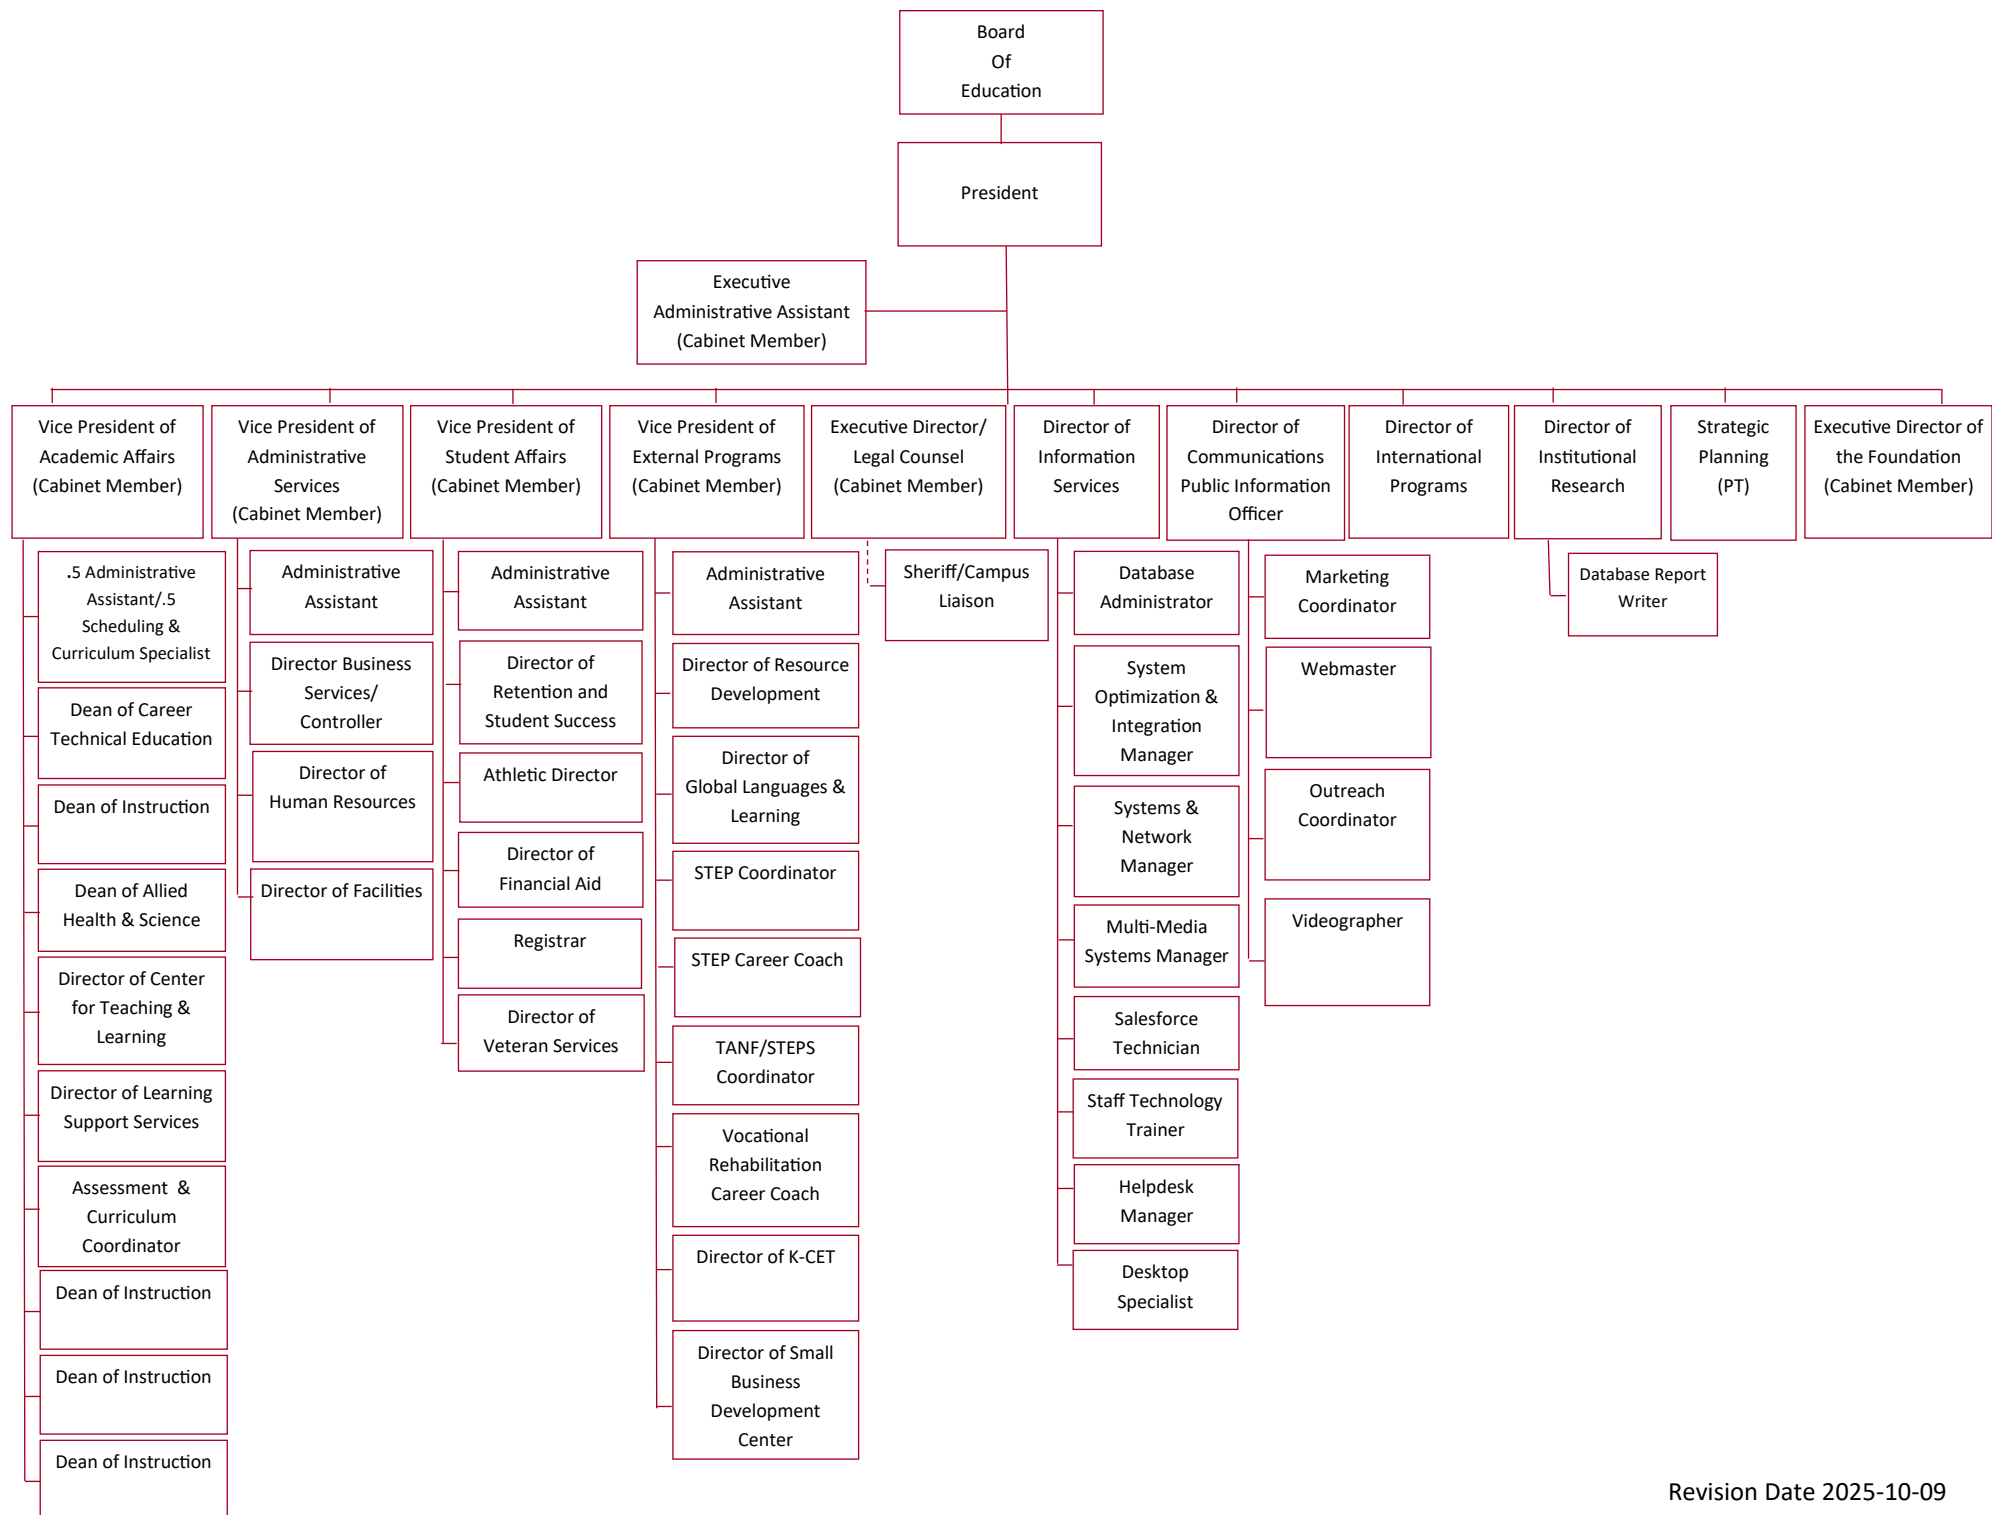 Board
Of
Education
President
Executive
Administrative Assistant
(Cabinet Member)
Vice President of
Academic Affairs
(Cabinet Member)
Vice President of
Administrative
Services
(Cabinet Member)
Vice President of
Student Affairs
(Cabinet Member)
Vice President of
External Programs
(Cabinet Member)
Executive Director/
Legal Counsel
(Cabinet Member)
Director of
Information
Services
Director of
Communications
Public Information
Officer
Director of
International
Programs
Director of
Institutional
Research
Strategic
Planning
(PT)
Executive Director of
the Foundation
(Cabinet Member)
.5 Administrative
Assistant/.5
Scheduling &
Curriculum Specialist
Dean of Career
Technical Education
Dean of Instruction
Dean of Allied
Health & Science
Director of Center
for Teaching &
Learning
Director of Learning
Support Services
Assessment  &
Curriculum
Coordinator
Dean of Instruction
Dean of Instruction
Dean of Instruction
Administrative
Assistant
Director Business
Services/
Controller
Director of
Human Resources
Director of Facilities
Administrative
Assistant
Director of
Retention and
Student Success
Athletic Director
Director of
Financial Aid
Registrar
Director of
Veteran Services
Administrative
Assistant
Director of Resource
Development
Director of
Global Languages &
Learning
STEP Coordinator
STEP Career Coach
TANF/STEPS
Coordinator
Vocational
Rehabilitation
Career Coach
Director of K-CET
Director of Small
Business
Development
Center
Sheriff/Campus
Liaison
Database
Administrator
System
Optimization &
Integration
Manager
Systems &
Network
Manager
Multi-Media
Systems Manager
Salesforce
Technician
Staff Technology
Trainer
Helpdesk
Manager
Desktop
Specialist
Marketing
Coordinator
Webmaster
Outreach
Coordinator
Videographer
Database Report
Writer
Revision Date 2025-10-09